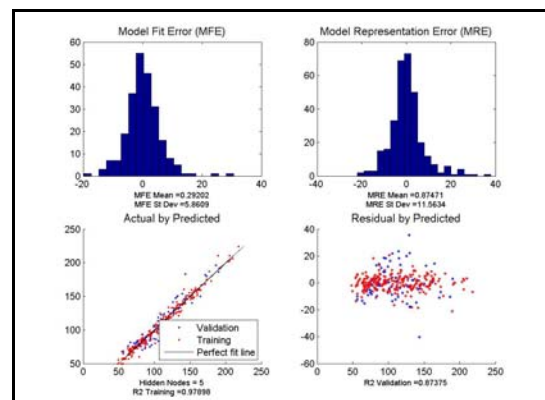 Model Fit Error (MFE)
60
50
40
30
20
10
0
-20 0 20 40
MFE Mean =0.29202
MFE St Dev =5.8609
Model Representation Error (MRE)
80
60
40
20
0
-40 -20 0 20 40
MRE Mean =0.87471
MRE St Dev =11.5634
Actual by Predicted
250
200
150
100
50
0 50 100 150 200 250
Validation
Training
Perfect fit line
Hidden Nodes = 5
R2 Training =0.97898
Residual by Predicted
40
20
0
-20
-40
-60
0 50 100 150 200 250
R2 Validation =0.87375